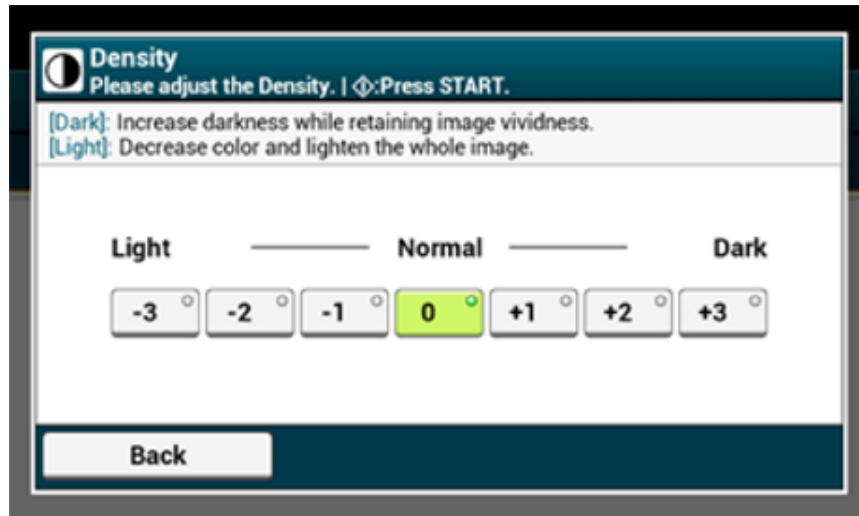 Density
Please adjust the Density. | :Press START.
[Dark]: Increase darkness while retaining image vividness.
[Light]: Decrease color and lighten the whole image.
Light Normal Dark
-3 -2 -1 0 +1 +2 +3
Back